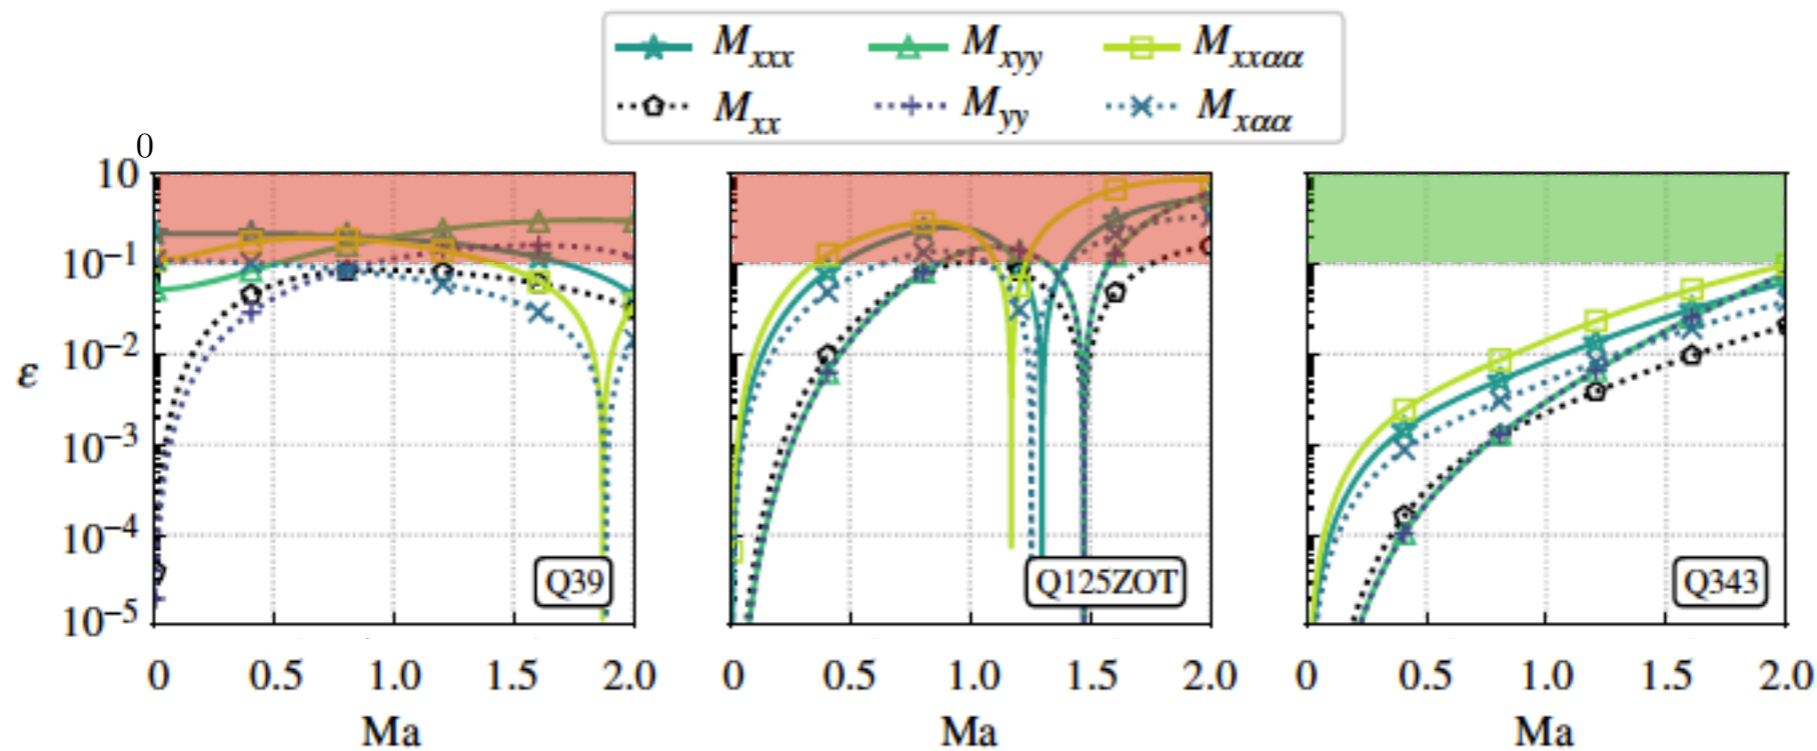 M_xxx M_xyy M_xxαα
M_xx M_yy M_xαα
0
10
10⁻¹
10⁻²
10⁻³
10⁻⁴
10⁻⁵
ε
Q39
Q125ZOT
Q343
0 0.5 1.0 1.5 2.0
0 0.5 1.0 1.5 2.0
0 0.5 1.0 1.5 2.0
Ma
Ma
Ma